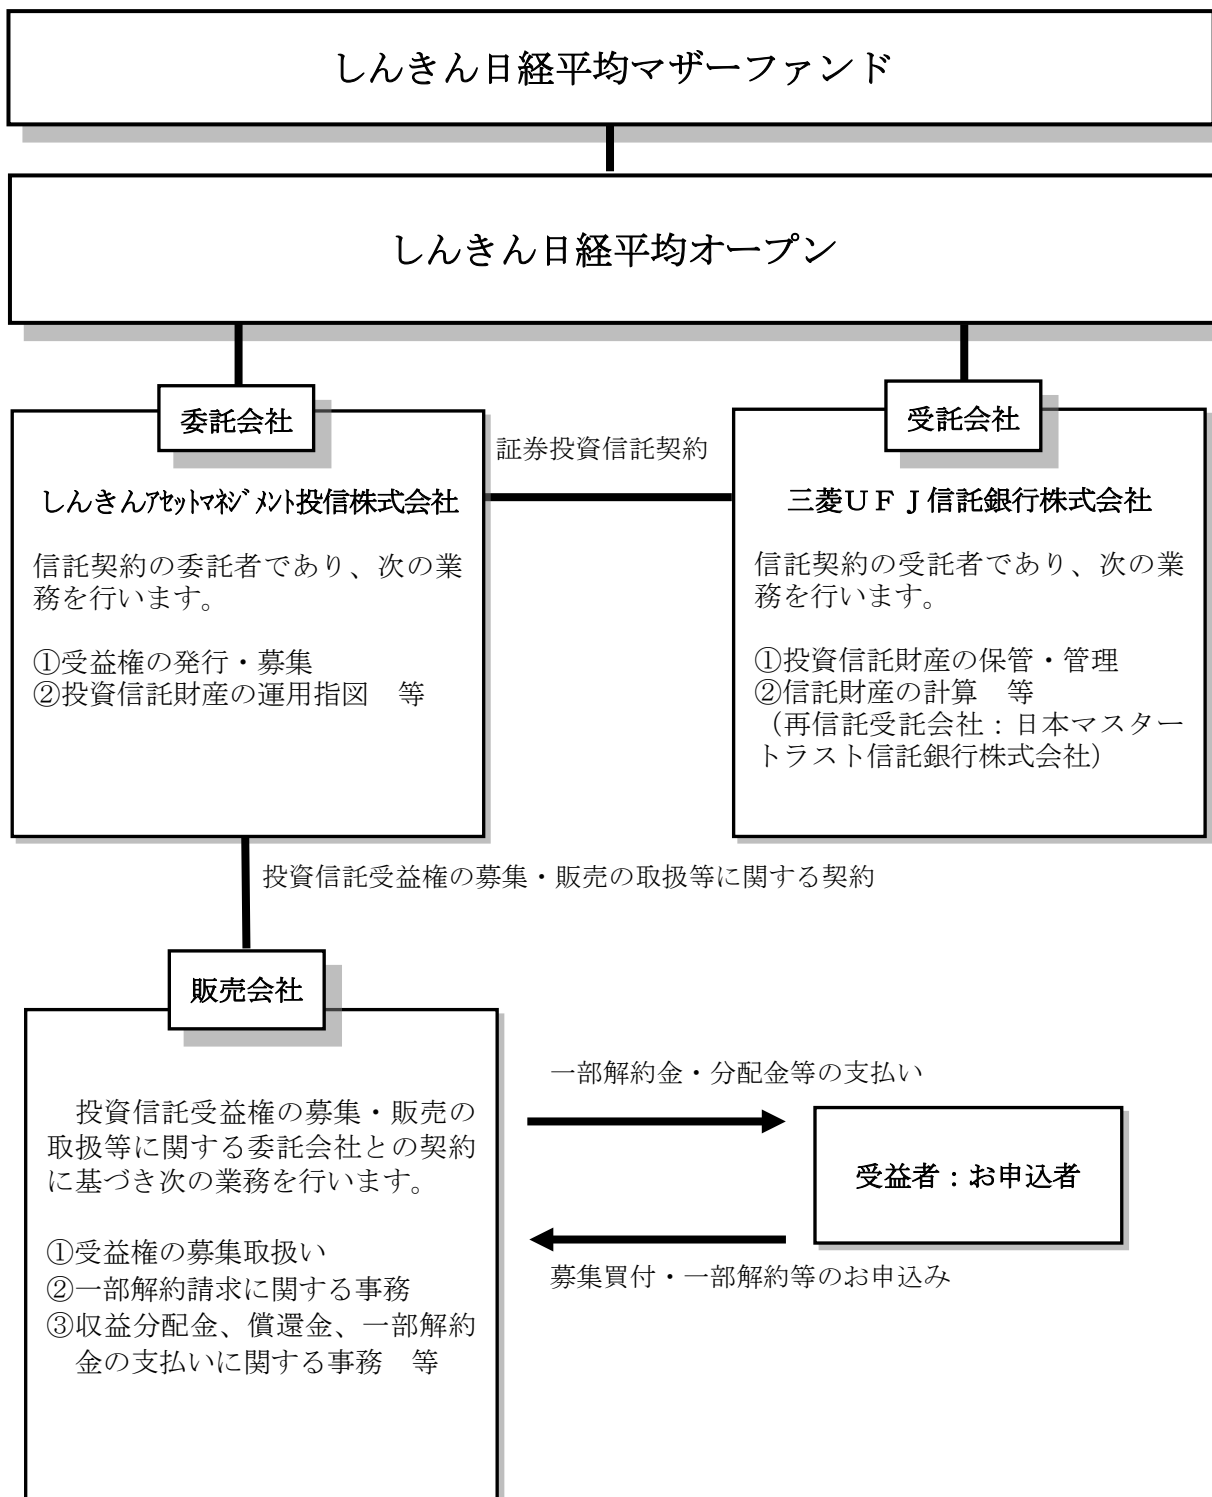 しんきん日経平均マザーファンド
しんきん日経平均オープン
委託会社
しんきんｱｾｯﾄﾏﾈｼﾞﾒﾝﾄ投信株式会社
信託契約の委託者であり、次の業
務を行います。
①受益権の発行・募集
②投資信託財産の運用指図　等
証券投資信託契約
受託会社
三菱ＵＦＪ信託銀行株式会社
信託契約の受託者であり、次の業
務を行います。
①投資信託財産の保管・管理
②信託財産の計算　等
（再信託受託会社：日本マスター
トラスト信託銀行株式会社）
投資信託受益権の募集・販売の取扱等に関する契約
販売会社
投資信託受益権の募集・販売の
取扱等に関する委託会社との契約
に基づき次の業務を行います。
①受益権の募集取扱い
②一部解約請求に関する事務
③収益分配金、償還金、一部解約
金の支払いに関する事務　等
一部解約金・分配金等の支払い
受益者：お申込者
募集買付・一部解約等のお申込み